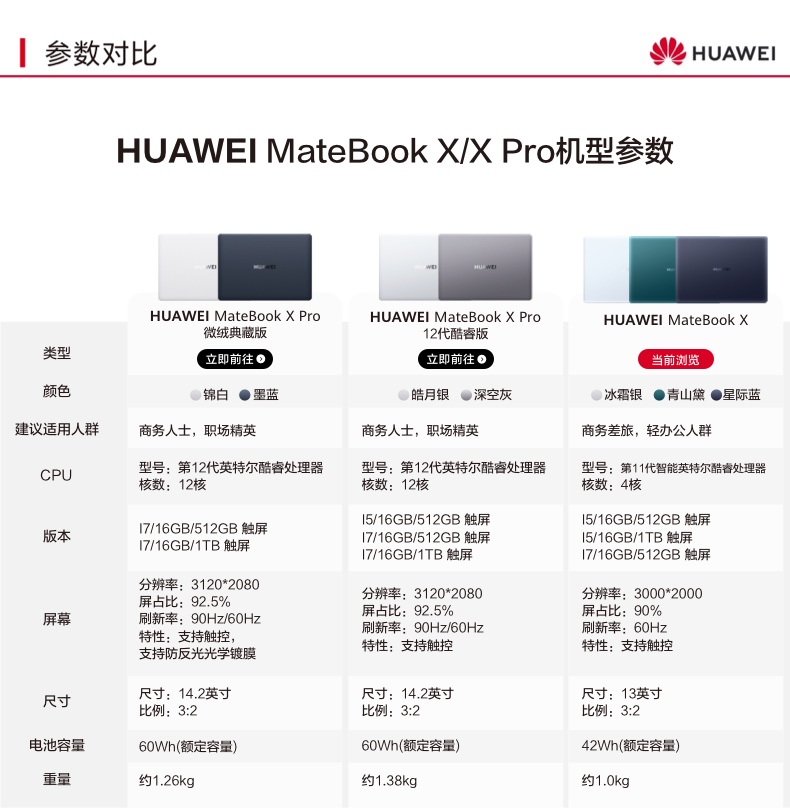 参数对比
HUAWEI
HUAWEI MateBook X/X Pro机型参数
HUAWEI MateBook X Pro
微绒典藏版
HUAWEI MateBook X Pro
12代酷睿版
HUAWEI MateBook X
类型
立即前往
立即前往
当前浏览
颜色
锦白 墨蓝
皓月银 深空灰
冰霜银 青山黛 星际蓝
建议适用人群
商务人士，职场精英
商务人士，职场精英
商务差旅，轻办公人群
CPU
型号：第12代英特尔酷睿处理器
核数：12核
型号：第12代英特尔酷睿处理器
核数：12核
型号：第11代智能英特尔酷睿处理器
核数：4核
版本
I7/16GB/512GB 触屏
I7/16GB/1TB 触屏
I5/16GB/512GB 触屏
I7/16GB/512GB 触屏
I7/16GB/1TB 触屏
I5/16GB/512GB 触屏
I5/16GB/1TB 触屏
I7/16GB/512GB 触屏
屏幕
分辨率：3120*2080
屏占比：92.5%
刷新率：90Hz/60Hz
特性：支持触控，
支持防反光光学镀膜
分辨率：3120*2080
屏占比：92.5%
刷新率：90Hz/60Hz
特性：支持触控
分辨率：3000*2000
屏占比：90%
刷新率：60Hz
特性：支持触控
尺寸
尺寸：14.2英寸
比例：3:2
尺寸：14.2英寸
比例：3:2
尺寸：13英寸
比例：3:2
电池容量
60Wh(额定容量)
60Wh(额定容量)
42Wh(额定容量)
重量
约1.26kg
约1.38kg
约1.0kg